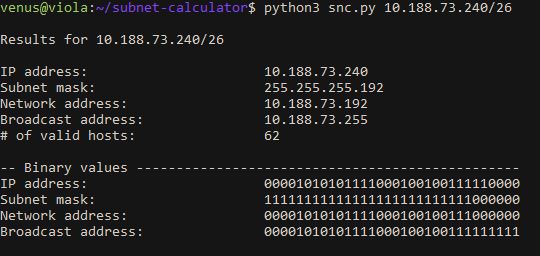 venus@viola:~/subnet-calculator$ python3 snc.py 10.188.73.240/26
Results for 10.188.73.240/26
IP address: 10.188.73.240
Subnet mask: 255.255.255.192
Network address: 10.188.73.192
Broadcast address: 10.188.73.255
# of valid hosts: 62
-- Binary values ------------------------------------------------
IP address: 00001010101111000100100111110000
Subnet mask: 11111111111111111111111111000000
Network address: 00001010101111000100100111000000
Broadcast address: 00001010101111000100100111111111